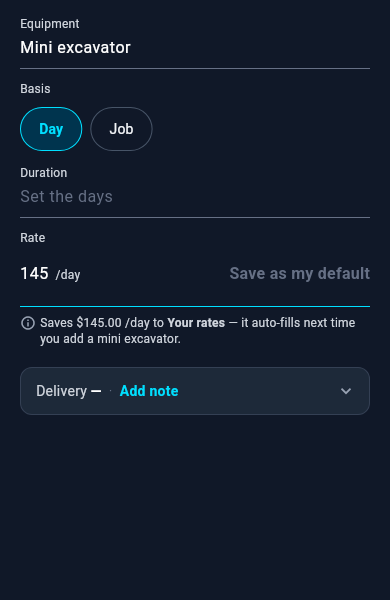 Equipment
Mini excavator
Basis
Day Job
Duration
Set the days
Rate
145 /day Save as my default
Saves $145.00 /day to Your rates — it auto-fills next time
you add a mini excavator.
Delivery — · Add note